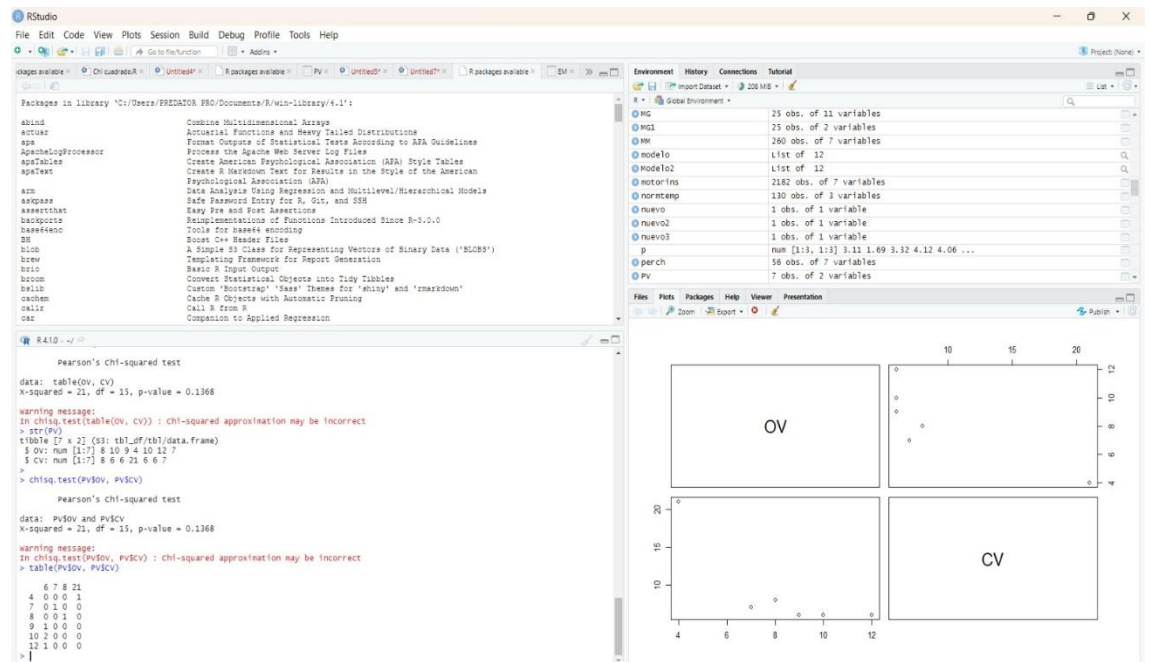 RStudio
File Edit Code View Plots Session Build Debug Profile Tools Help
Go to file/function Addins Project: (None)
ckages available Chi cuadrado.R Untitled4* R packages available PV Untitled5* Untitled7* R packages available EM
Packages in library ‘C:/Users/PREDATOR PRO/Documents/R/win-library/4.1’:
abind Combine Multidimensional Arrays
actuar Actuarial Functions and Heavy Tailed Distributions
apa Format Outputs of Statistical Tests According to APA Guidelines
ApacheLogProcessor Process the Apache Web Server Log Files
apaTables Create American Psychological Association (APA) Style Tables
apaText Create R Markdown Text for Results in the Style of the American
Psychological Association (APA)
arm Data Analysis Using Regression and Multilevel/Hierarchical Models
askpass Safe Password Entry for R, Git, and SSH
assertthat Easy Pre and Post Assertions
backports Reimplementations of Functions Introduced Since R-3.0.0
base64enc Tools for base64 encoding
BH Boost C++ Header Files
blob A Simple S3 Class for Representing Vectors of Binary Data ('BLOBS')
brew Templating Framework for Report Generation
brio Basic R Input Output
broom Convert Statistical Objects into Tidy Tibbles
bslib Custom 'Bootstrap' 'Sass' Themes for 'shiny' and 'rmarkdown'
cachem Cache R Objects with Automatic Pruning
callr Call R from R
car Companion to Applied Regression
R 4.1.0 · ~/
Pearson's Chi-squared test
data: table(OV, CV)
X-squared = 21, df = 15, p-value = 0.1368
Warning message:
In chisq.test(table(OV, CV)) : Chi-squared approximation may be incorrect
> str(PV)
tibble [7 x 2] (S3: tbl_df/tbl/data.frame)
$ OV: num [1:7] 8 10 9 4 10 12 7
$ CV: num [1:7] 8 6 6 21 6 6 7
>
> chisq.test(PV$OV, PV$CV)
Pearson's Chi-squared test
data: PV$OV and PV$CV
X-squared = 21, df = 15, p-value = 0.1368
Warning message:
In chisq.test(PV$OV, PV$CV) : Chi-squared approximation may be incorrect
> table(PV$OV, PV$CV)
6 7 8 21
4 0 0 0 1
7 0 1 0 0
8 0 0 1 0
9 1 0 0 0
10 2 0 0 0
12 1 0 0 0
>
Environment History Connections Tutorial
Import Dataset 208 MiB List
R Global Environment
MG 25 obs. of 11 variables
MG1 25 obs. of 2 variables
MM 260 obs. of 7 variables
modelo List of 12
Modelo2 List of 12
motorins 2182 obs. of 7 variables
normtemp 130 obs. of 3 variables
nuevo 1 obs. of 1 variable
nuevo2 1 obs. of 1 variable
nuevo3 1 obs. of 1 variable
p num [1:3, 1:3] 3.11 1.69 3.32 4.12 4.06 ...
perch 56 obs. of 7 variables
PV 7 obs. of 2 variables
Files Plots Packages Help Viewer Presentation
Zoom Export Publish
10 15 20
OV
4 6 8 10 12
10 15 20
CV
4 6 8 10 12